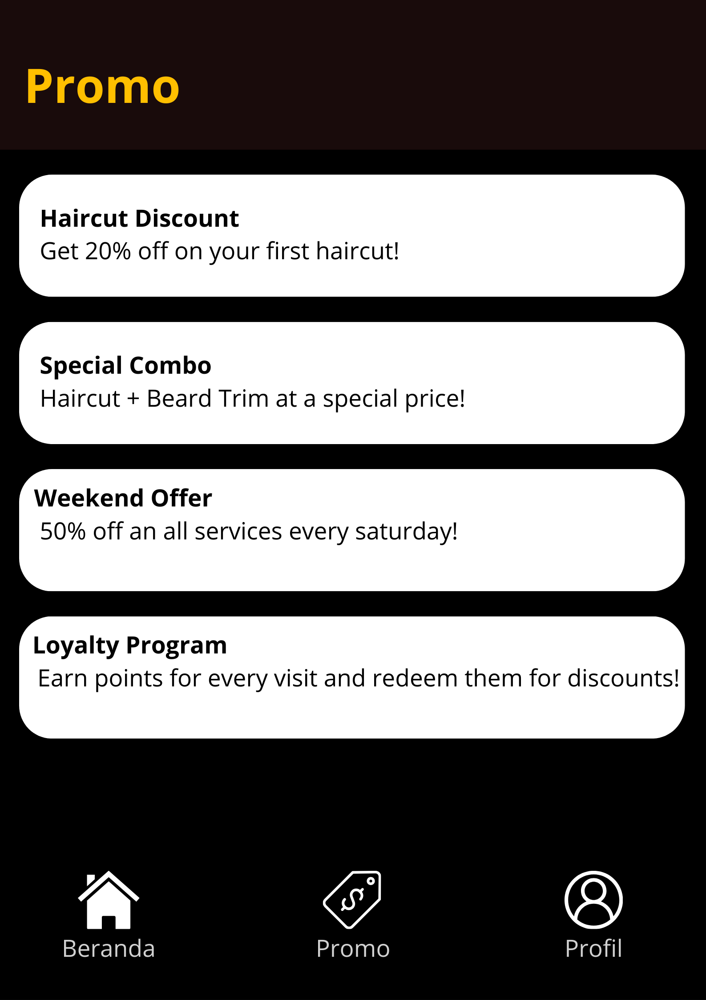 Promo
Haircut Discount
Get 20% off on your first haircut!
Special Combo
Haircut + Beard Trim at a special price!
Weekend Offer
50% off an all services every saturday!
Loyalty Program
Earn points for every visit and redeem them for discounts!
Beranda
Promo
Profil